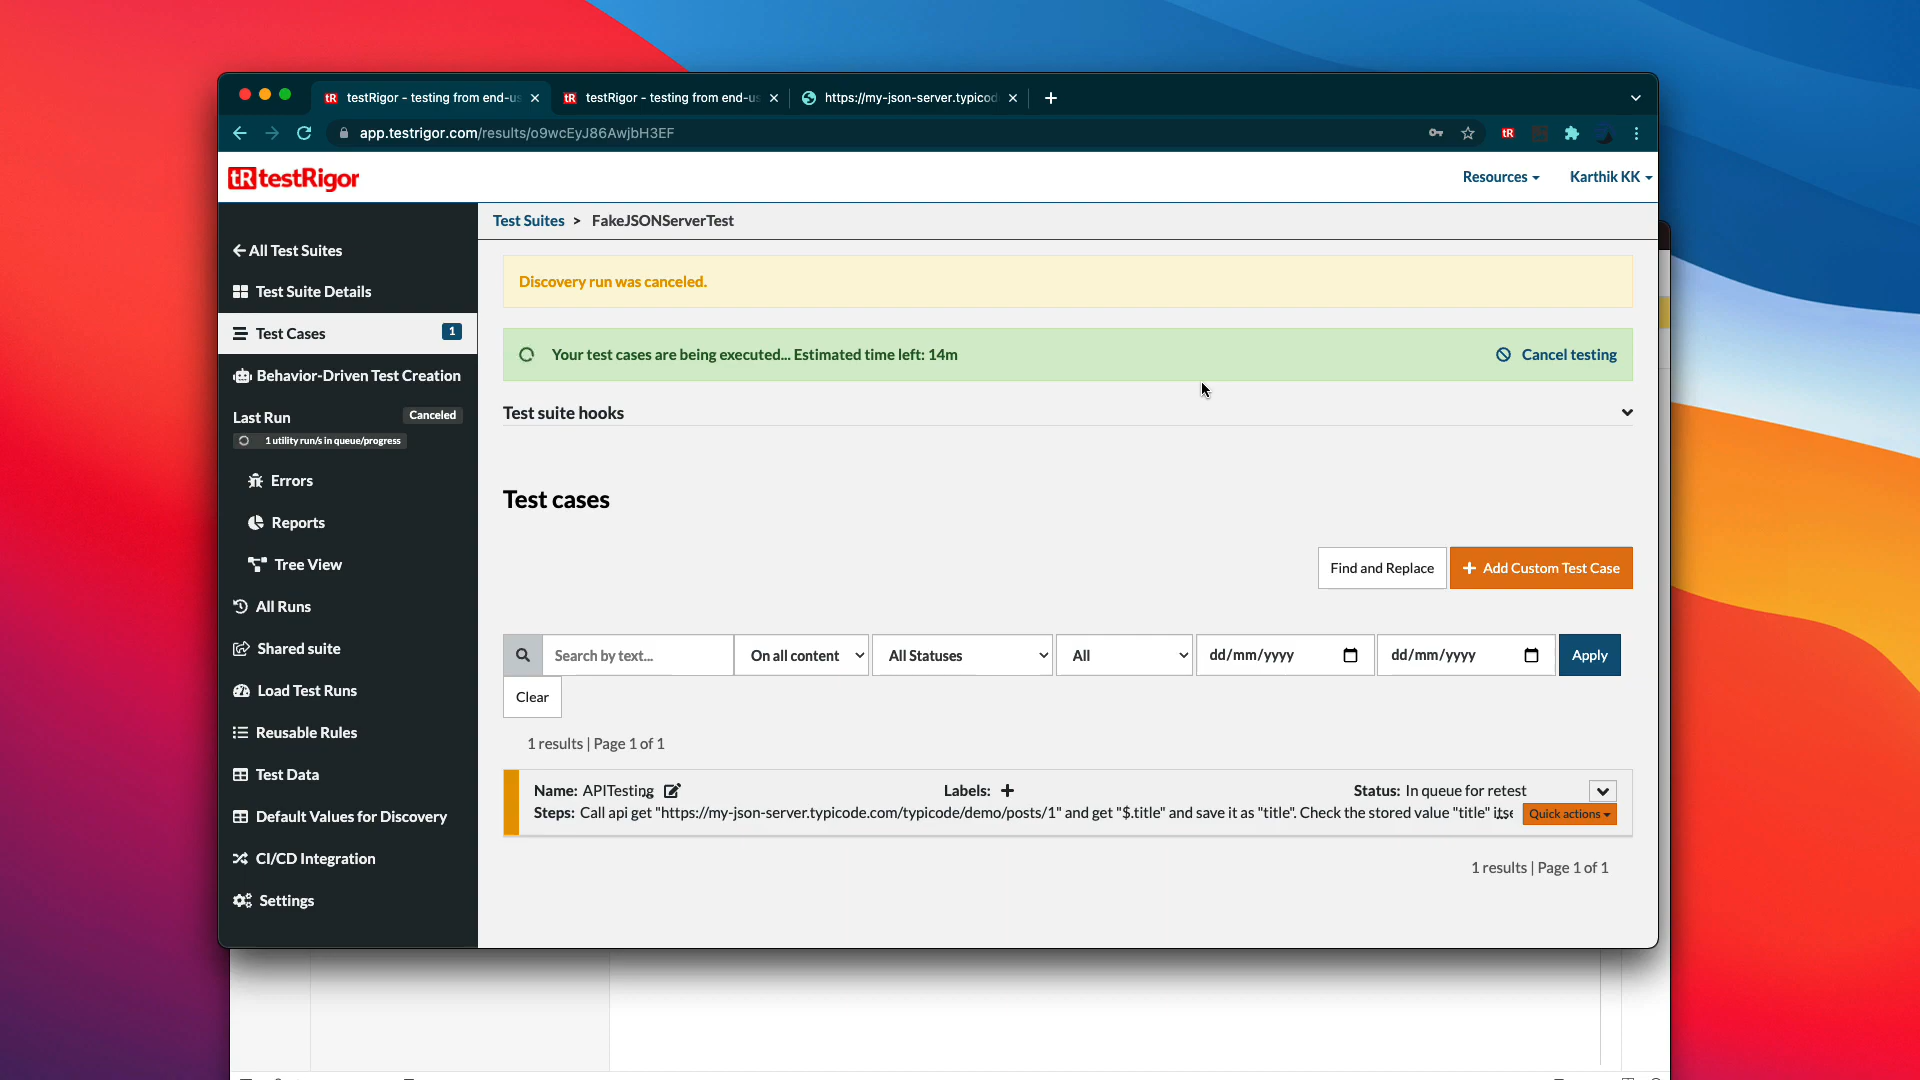 testRigor - testing from end-us
testRigor - testing from end-us
https://my-json-server.typicod
app.testrigor.com/results/o9wcEyJ86AwjbH3EF
tR
tRtestRigor
Resources
Karthik KK
Test Suites > FakeJSONServerTest
All Test Suites
Test Suite Details
Test Cases 1
Behavior-Driven Test Creation
Last Run Canceled
1 utility run/s in queue/progress
Errors
Reports
Tree View
All Runs
Shared suite
Load Test Runs
Reusable Rules
Test Data
Default Values for Discovery
CI/CD Integration
Settings
Discovery run was canceled.
Your test cases are being executed... Estimated time left: 14m
Cancel testing
Test suite hooks
Test cases
Find and Replace
+ Add Custom Test Case
Search by text...
On all content
All Statuses
All
dd/mm/yyyy
dd/mm/yyyy
Apply
Clear
1 results | Page 1 of 1
Name: APITesting
Labels: +
Status: In queue for retest
Steps: Call api get "https://my-json-server.typicode.com/typicode/demo/posts/1" and get "$.title" and save it as "title". Check the stored value "title" itse
Quick actions
1 results | Page 1 of 1